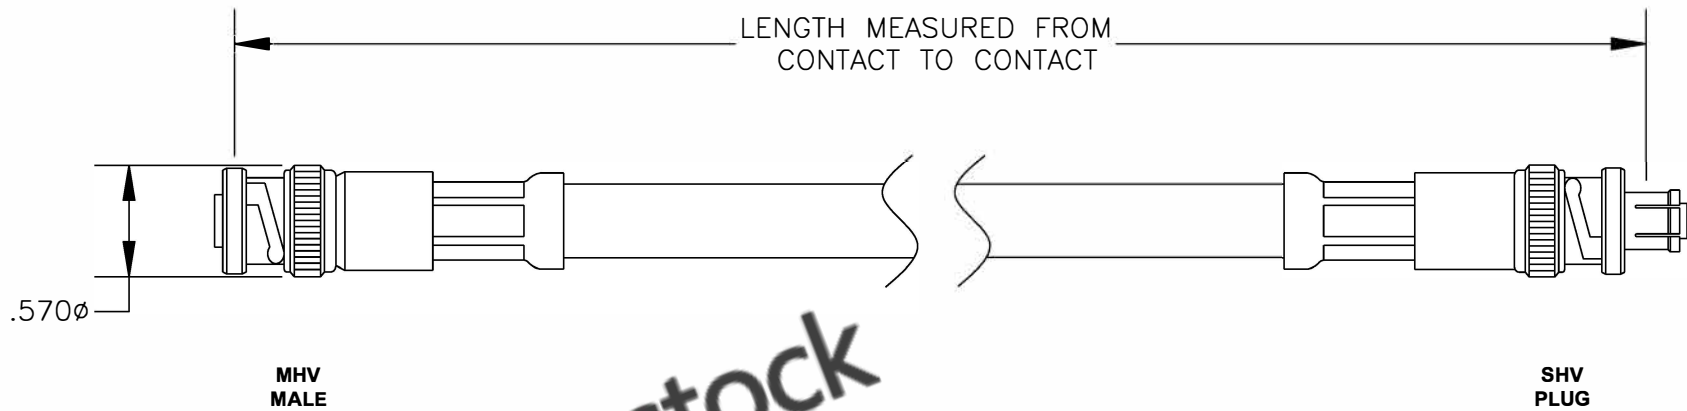 LENGTH MEASURED FROM
CONTACT TO CONTACT
.570ø
MHV
MALE
SHV
PLUG